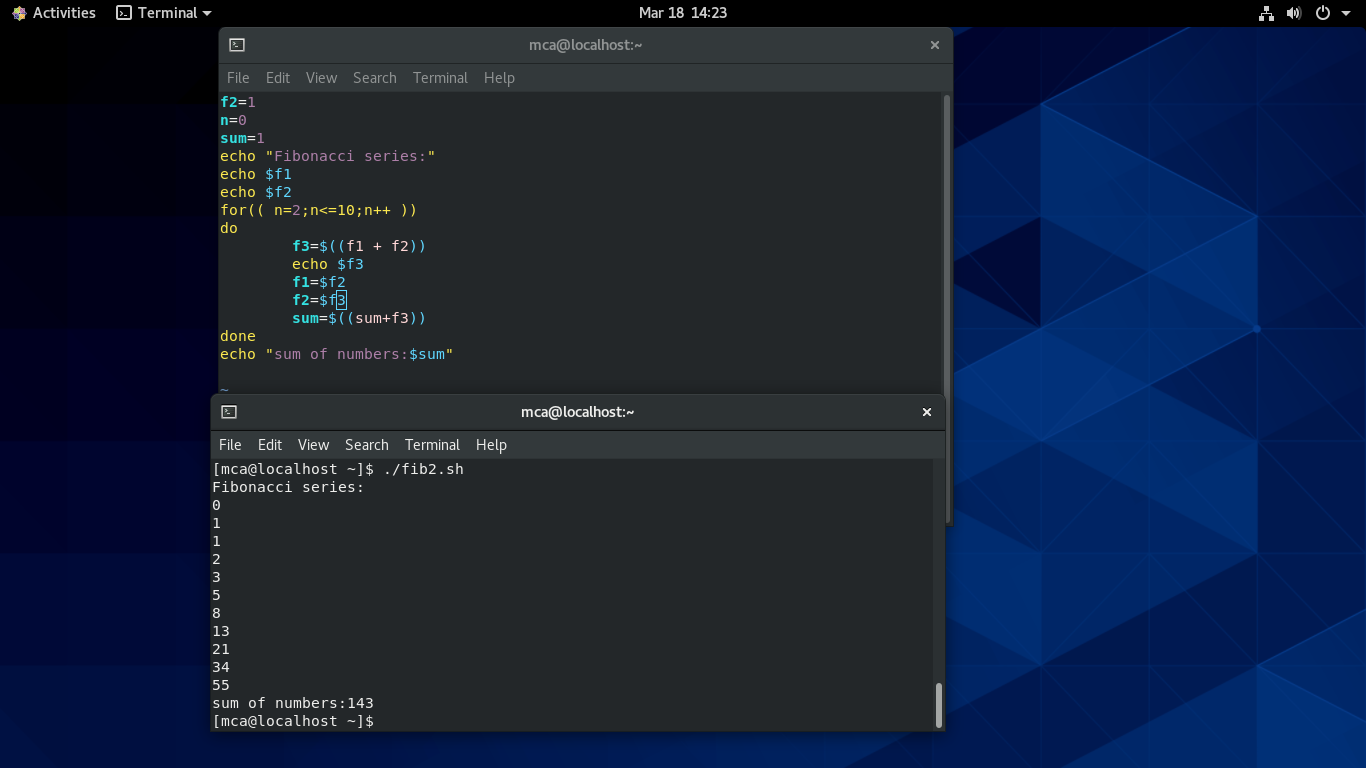 Activities Terminal Mar 18 14:23
mca@localhost:~
File Edit View Search Terminal Help
f2=1
n=0
sum=1
echo "Fibonacci series:"
echo $f1
echo $f2
for(( n=2;n<=10;n++ ))
do
        f3=$((f1 + f2))
        echo $f3
        f1=$f2
        f2=$f3
        sum=$((sum+f3))
done
echo "sum of numbers:$sum"
~
mca@localhost:~
File Edit View Search Terminal Help
[mca@localhost ~]$ ./fib2.sh
Fibonacci series:
0
1
1
2
3
5
8
13
21
34
55
sum of numbers:143
[mca@localhost ~]$